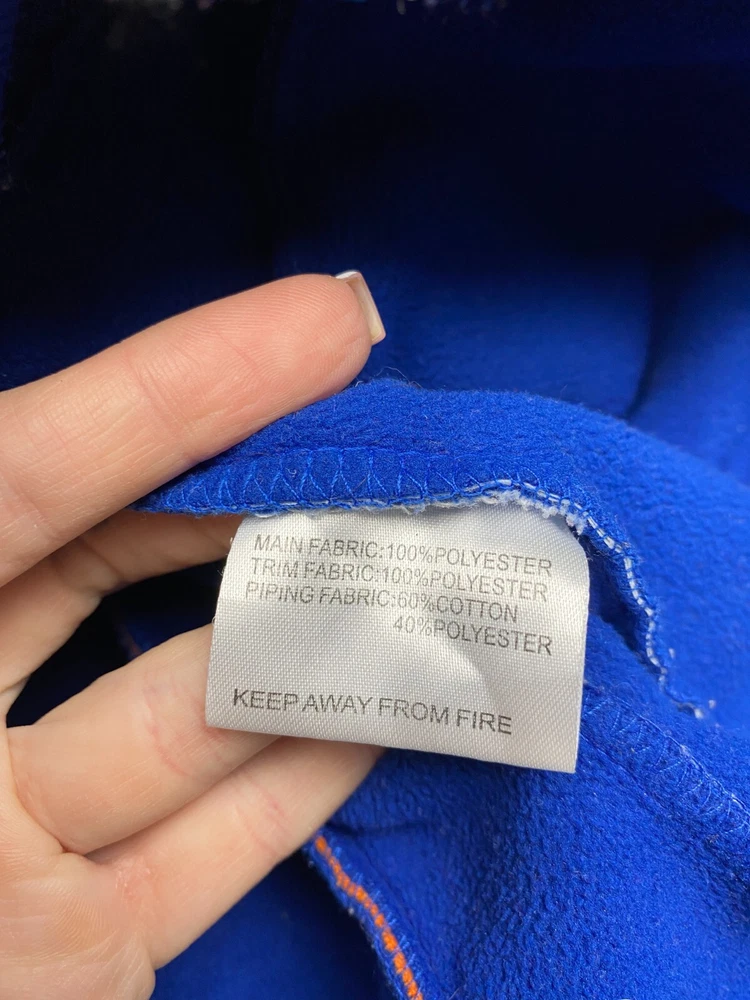 MAIN FABRIC:100%POLYESTER
TRIM FABRIC:100%POLYESTER
PIPING FABRIC:60%COTTON
40%POLYESTER
KEEP AWAY FROM FIRE